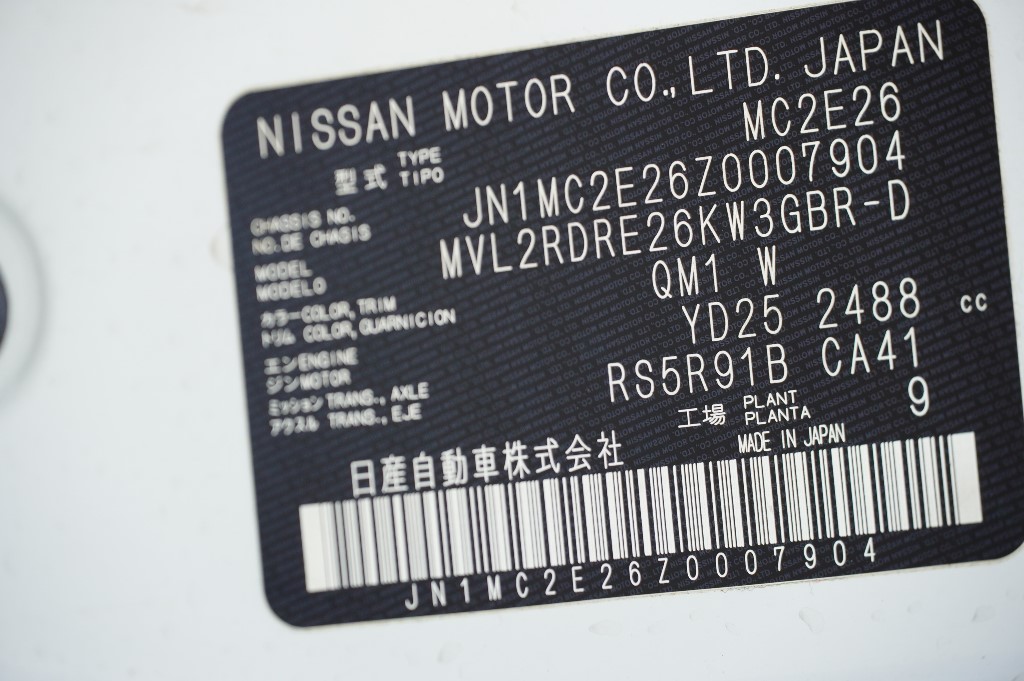 NISSAN MOTOR CO., LTD. JAPAN
型式 TYPE TIPO MC2E26
CHASSIS NO. NO. DE CHASIS JN1MC2E26Z0007904
MODEL MODELO MVL2RDRE26KW3GBR-D
カラー COLOR, TRIM トリム COLOR, GUARNICION QM1 W
エンジン ENGINE MOTOR YD25 2488 cc
ミッション TRANS., AXLE アクスル TRANS., EJE RS5R91B CA41
工場 PLANT PLANTA 9
日産自動車株式会社 MADE IN JAPAN
JN1MC2E26Z0007904